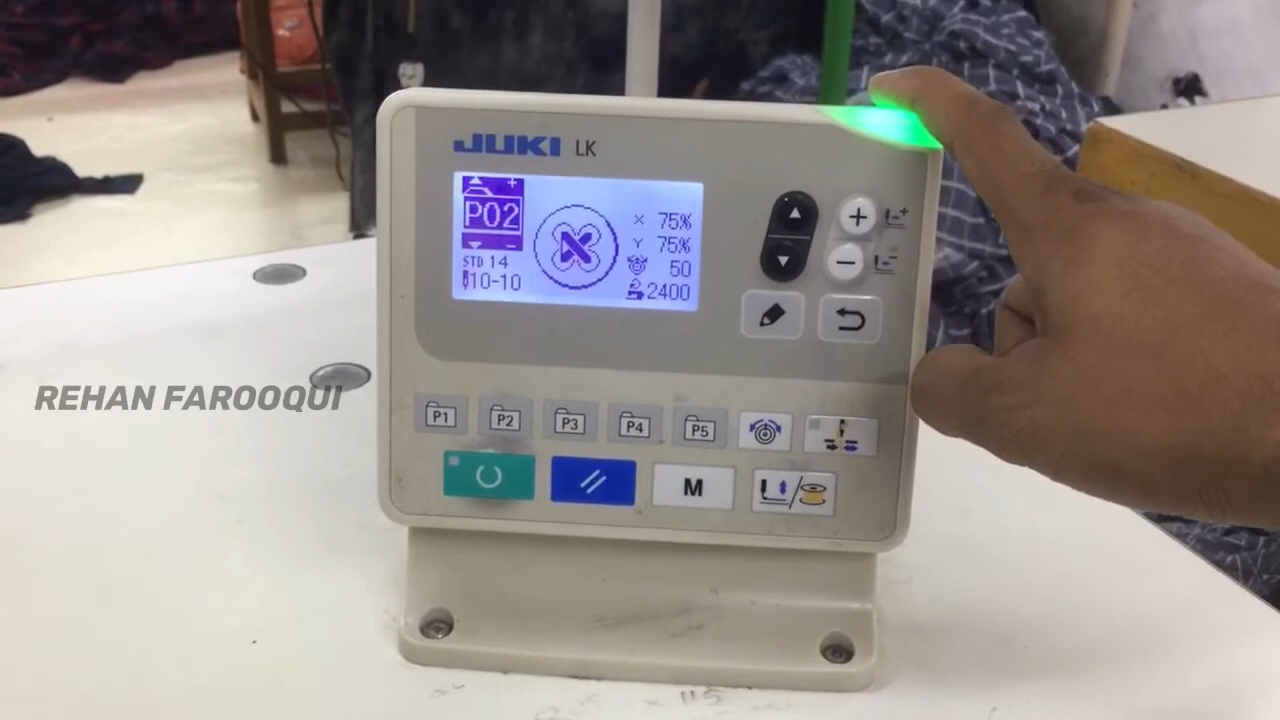 JUKI LK
P02
X 75%
Y 75%
STD 14
50
10-10
2400
REHAN FAROOQUI
P1 P2 P3 P4 P5
M